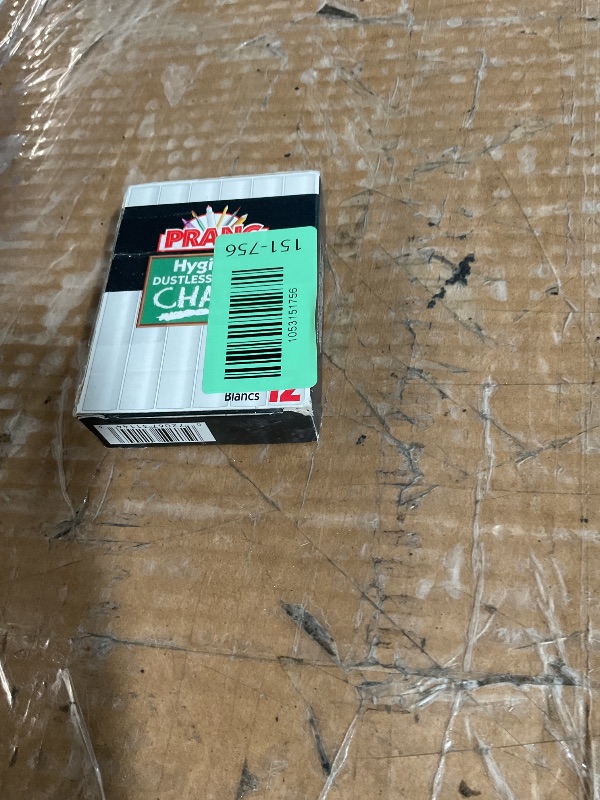 PRANG
Hygi
DUSTLESS
CHA
151-756
1053151756
Blancs 12